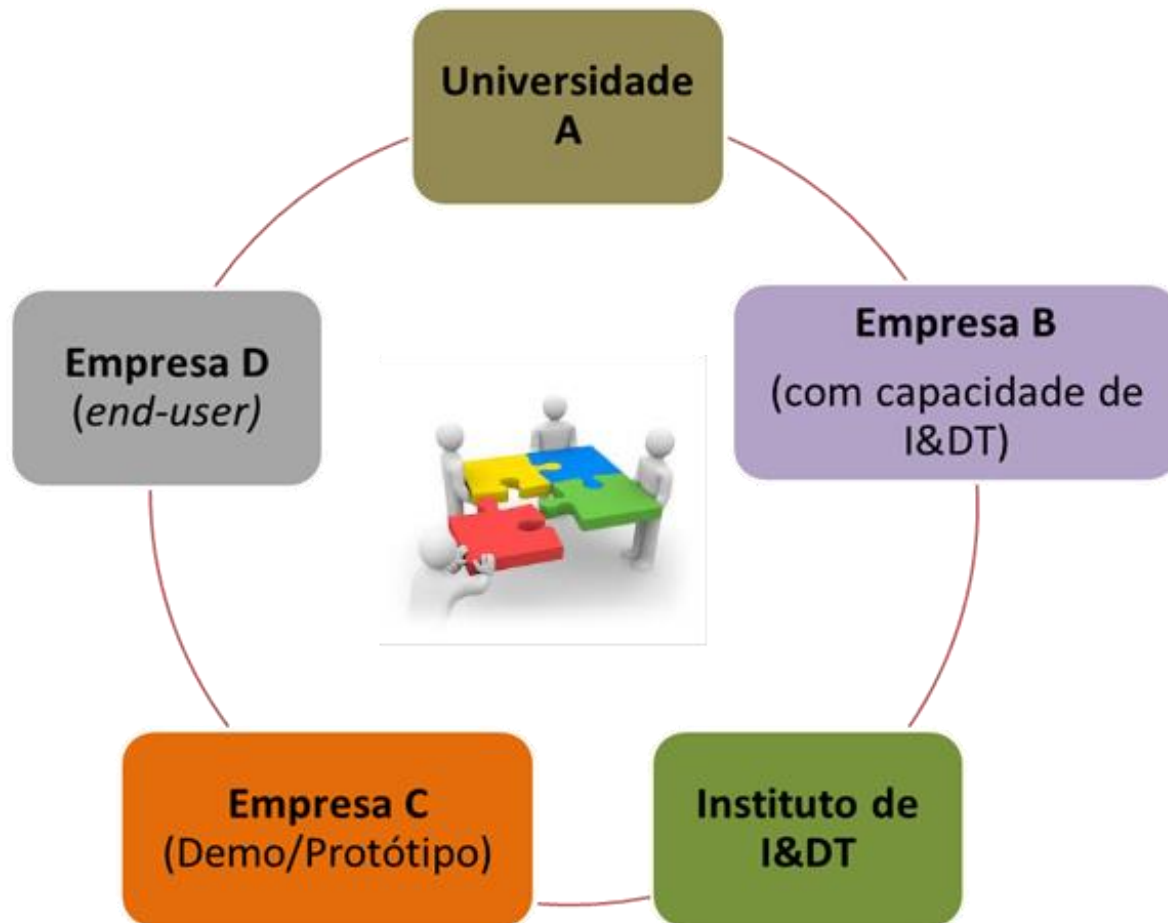 Universidade
A
Empresa B
(com capacidade de
I&DT)
Instituto de
I&DT
Empresa C
(Demo/Protótipo)
Empresa D
(end-user)